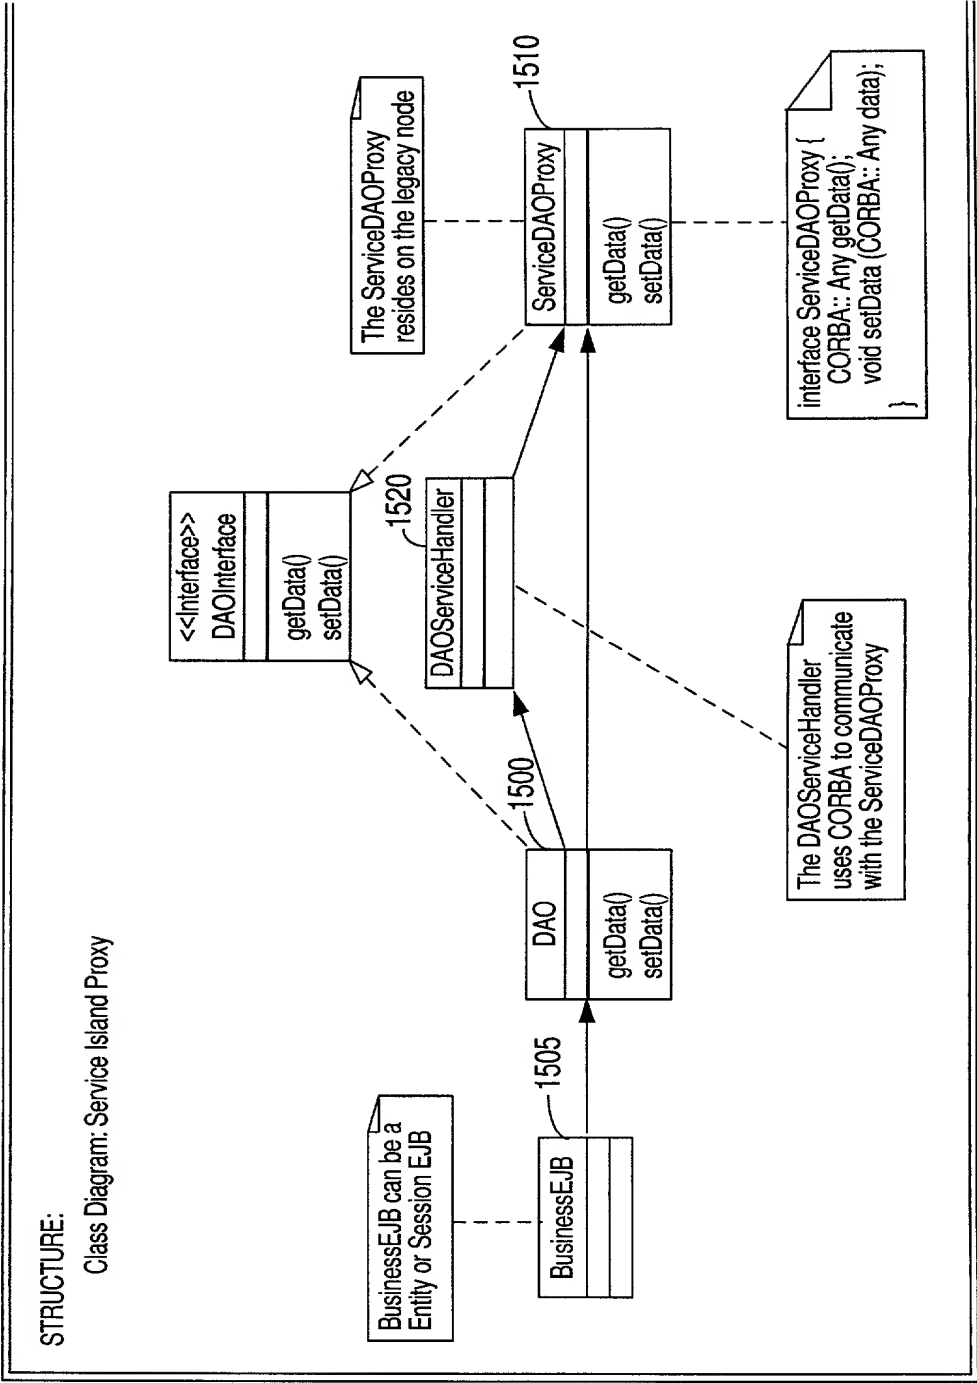 STRUCTURE:
Class Diagram: Service Island Proxy
<<Interface>>
DAOInterface
getData()
setData()
The ServiceDAOProxy
resides on the legacy node
BusinessEJB can be a
Entity or Session EJB
1520
DAOServiceHandler
1505
BusinessEJB
1500
DAO
getData()
setData()
1510
ServiceDAOProxy
getData()
setData()
The DAOServiceHandler
uses CORBA to communicate
with the ServiceDAOProxy
interface ServiceDAOProxy {
CORBA:: Any getData();
void setData (CORBA:: Any data);
}